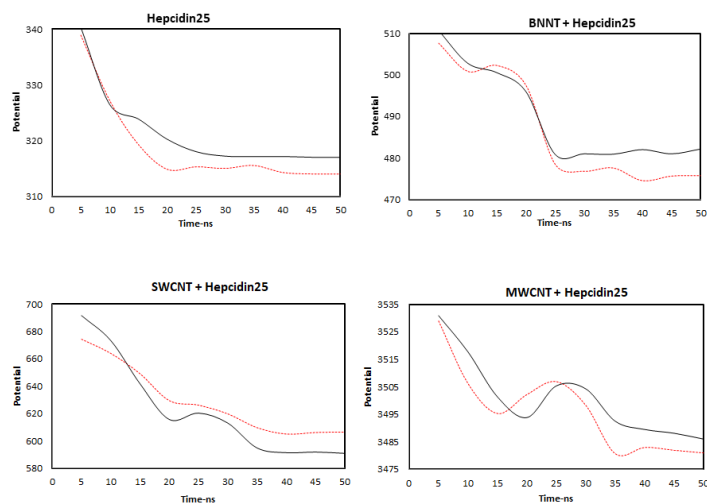 Hepcidin25
340
330
320
310
Potential
0 5 10 15 20 25 30 35 40 45 50
Time-ns
BNNT + Hepcidin25
510
500
490
480
470
Potential
0 5 10 15 20 25 30 35 40 45 50
Time-ns
SWCNT + Hepcidin25
700
680
660
640
620
600
580
Potential
0 5 10 15 20 25 30 35 40 45 50
Time-ns
MWCNT + Hepcidin25
3535
3525
3515
3505
3495
3485
3475
Potential
0 5 10 15 20 25 30 35 40 45 50
Time-ns